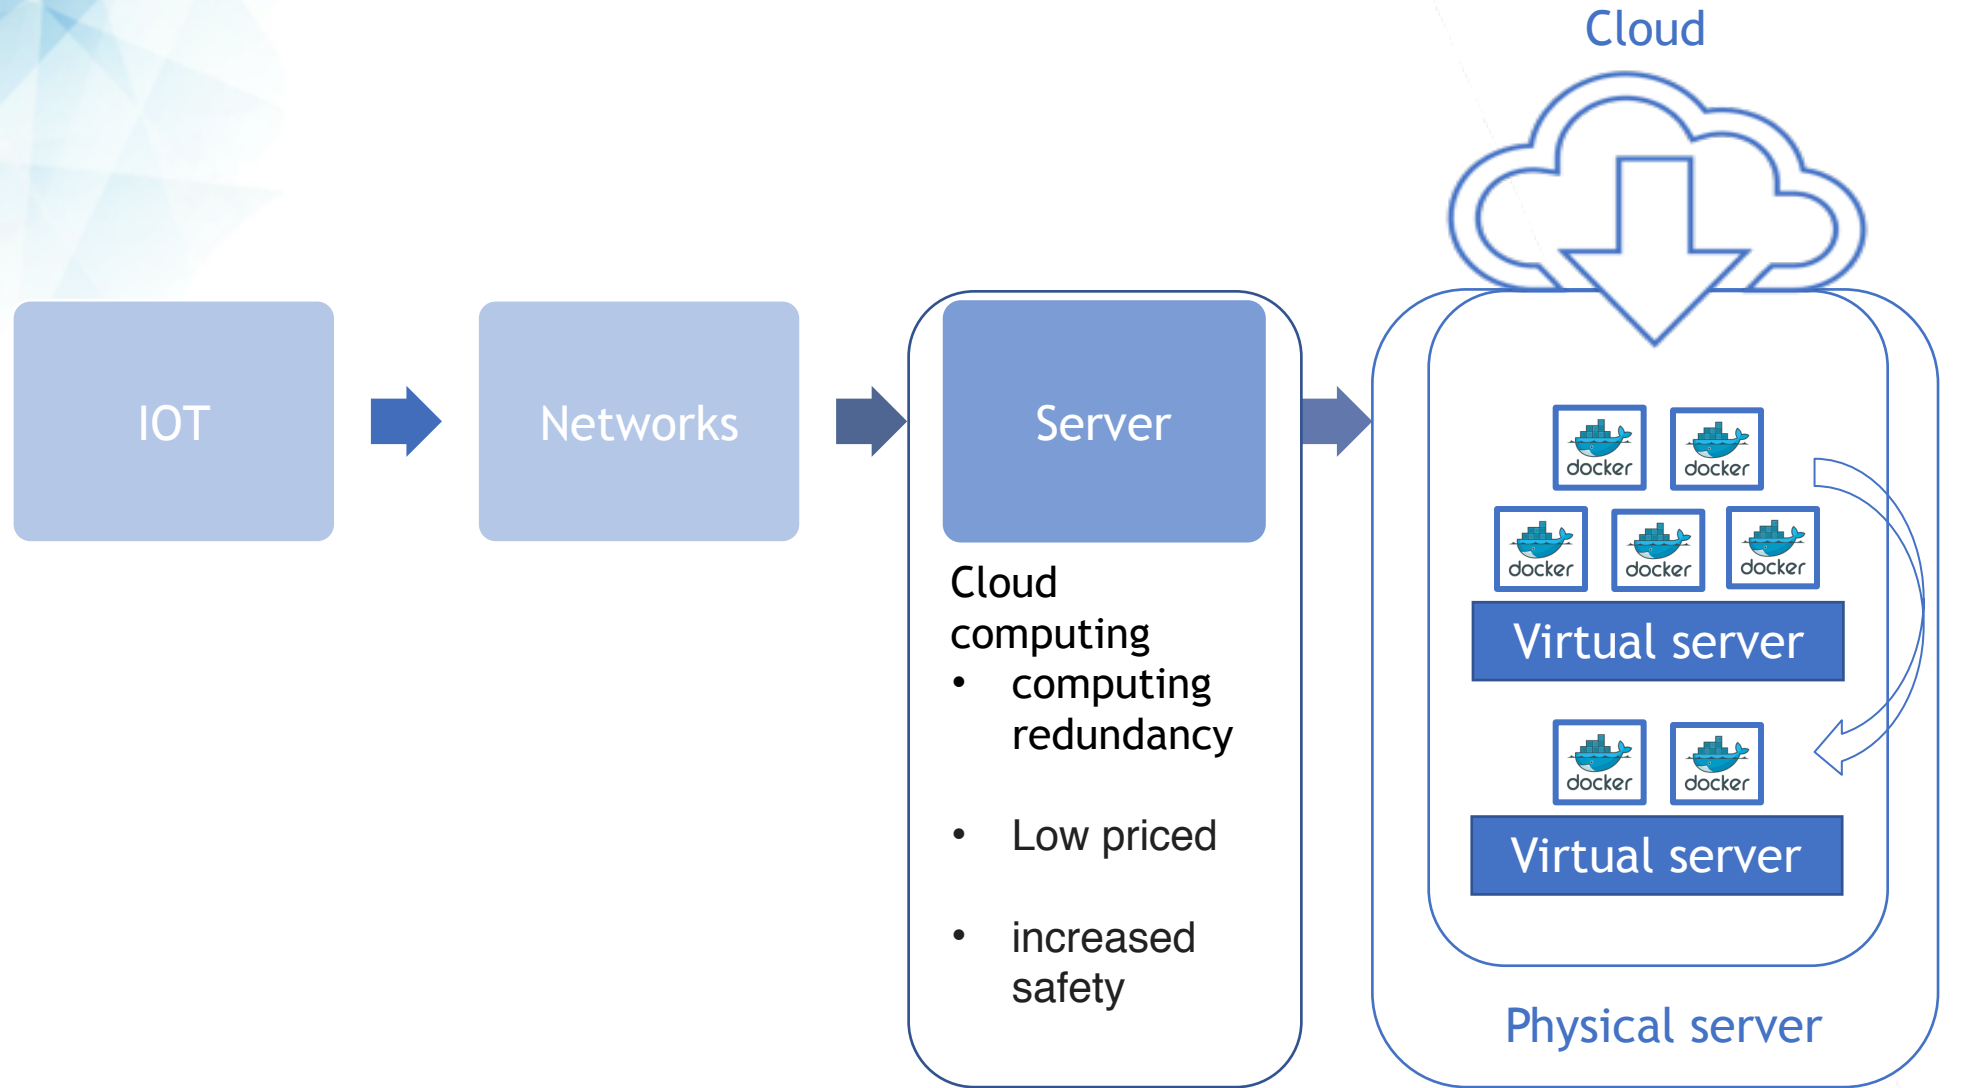 Cloud
IOT
Networks
Server
Cloud
computing
• computing
redundancy
• Low priced
• increased
safety
docker
docker
docker
docker
docker
Virtual server
docker
docker
Virtual server
Physical server